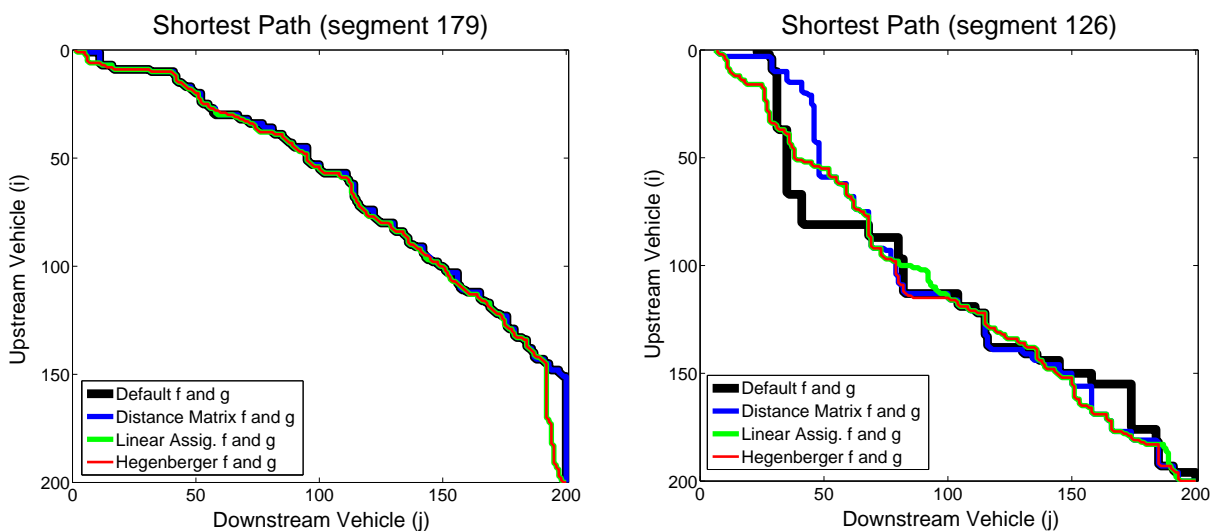 Shortest Path (segment 179)
0
50
100
150
200
0
50
100
150
200
Upstream Vehicle (i)
Downstream Vehicle (j)
Default f and g
Distance Matrix f and g
Linear Assig. f and g
Hegenberger f and g
Shortest Path (segment 126)
0
50
100
150
200
0
50
100
150
200
Upstream Vehicle (i)
Downstream Vehicle (j)
Default f and g
Distance Matrix f and g
Linear Assig. f and g
Hegenberger f and g